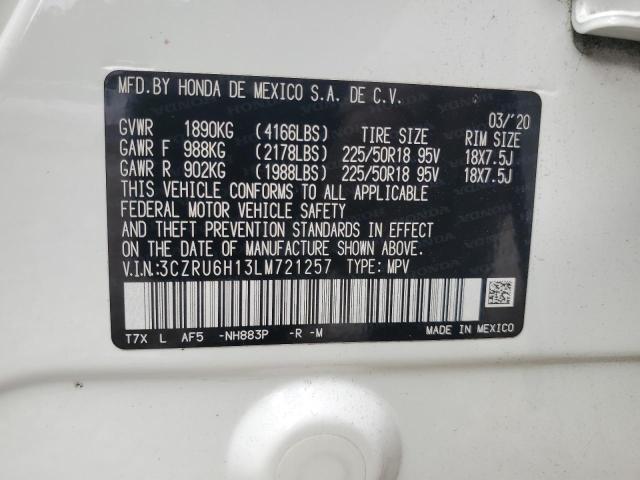 MFD.BY HONDA DE MEXICO S.A. DE C.V.
03/'20
GVWR 1890KG (4166LBS) TIRE SIZE RIM SIZE
GAWR F 988KG (2178LBS) 225/50R18 95V 18X7.5J
GAWR R 902KG (1988LBS) 225/50R18 95V 18X7.5J
THIS VEHICLE CONFORMS TO ALL APPLICABLE
FEDERAL MOTOR VEHICLE SAFETY
AND THEFT PREVENTION STANDARDS IN EFFECT
ON THE DATE OF MANUFACTURE SHOWN ABOVE.
V.I.N.:3CZRU6H13LM721257 TYPE: MPV
T7X L AF5 -NH883P -R -M MADE IN MEXICO